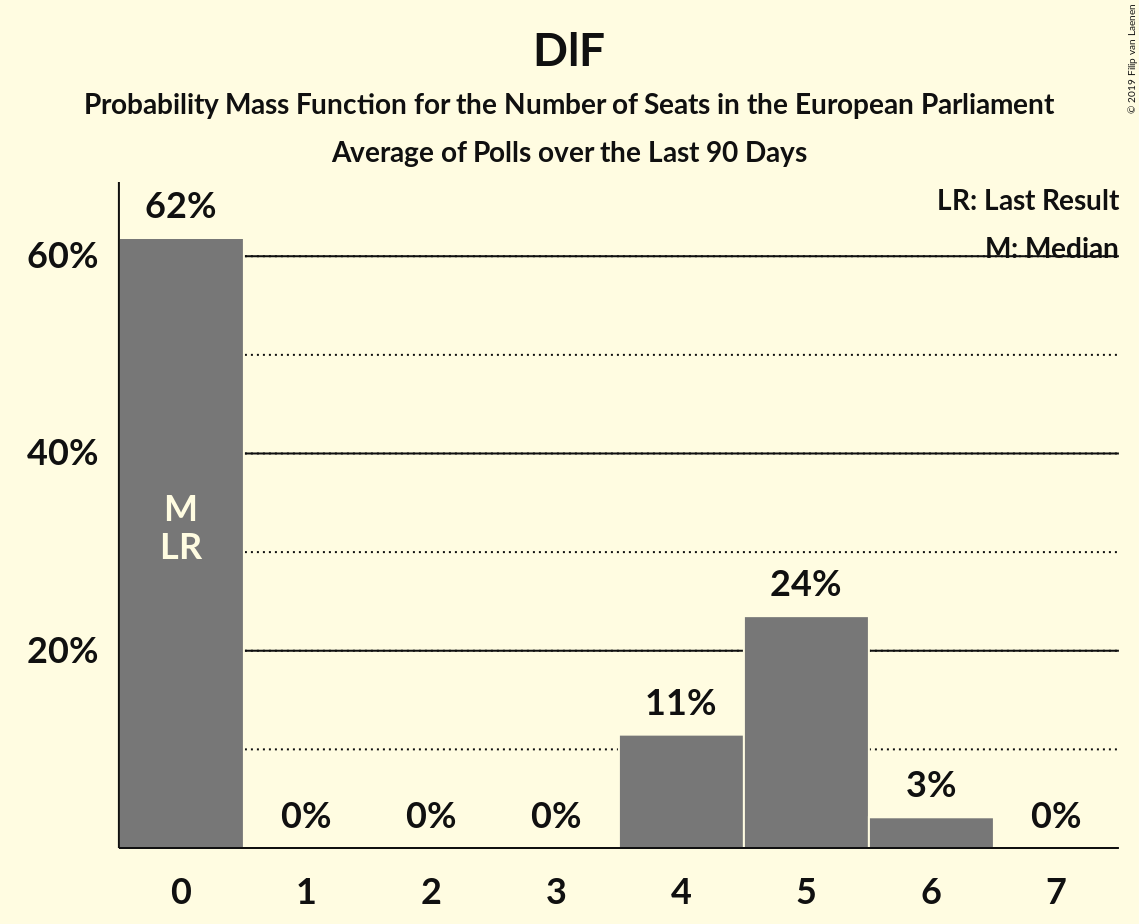 DlF
Probability Mass Function for the Number of Seats in the European Parliament
Average of Polls over the Last 90 Days
© 2019 Filip van Laenen
LR: Last Result
M: Median
62%
60%
40%
20%
M
LR
0%
0%
0%
11%
24%
3%
0%
0
1
2
3
4
5
6
7